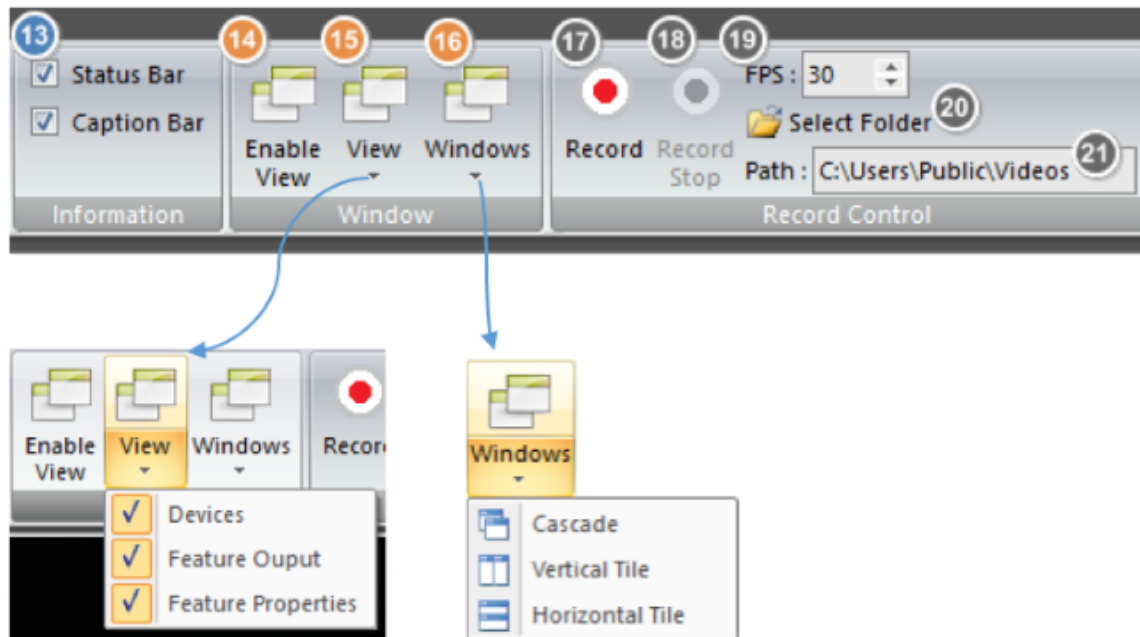 13 14 15 16 17 18 19
Status Bar
Caption Bar
Information
Enable View
View
Windows
Window
Record
Record Stop
FPS : 30
Select Folder 20
Path : C:\Users\Public\Videos 21
Record Control
Enable View
View
Windows
Recor
Devices
Feature Ouput
Feature Properties
Windows
Cascade
Vertical Tile
Horizontal Tile